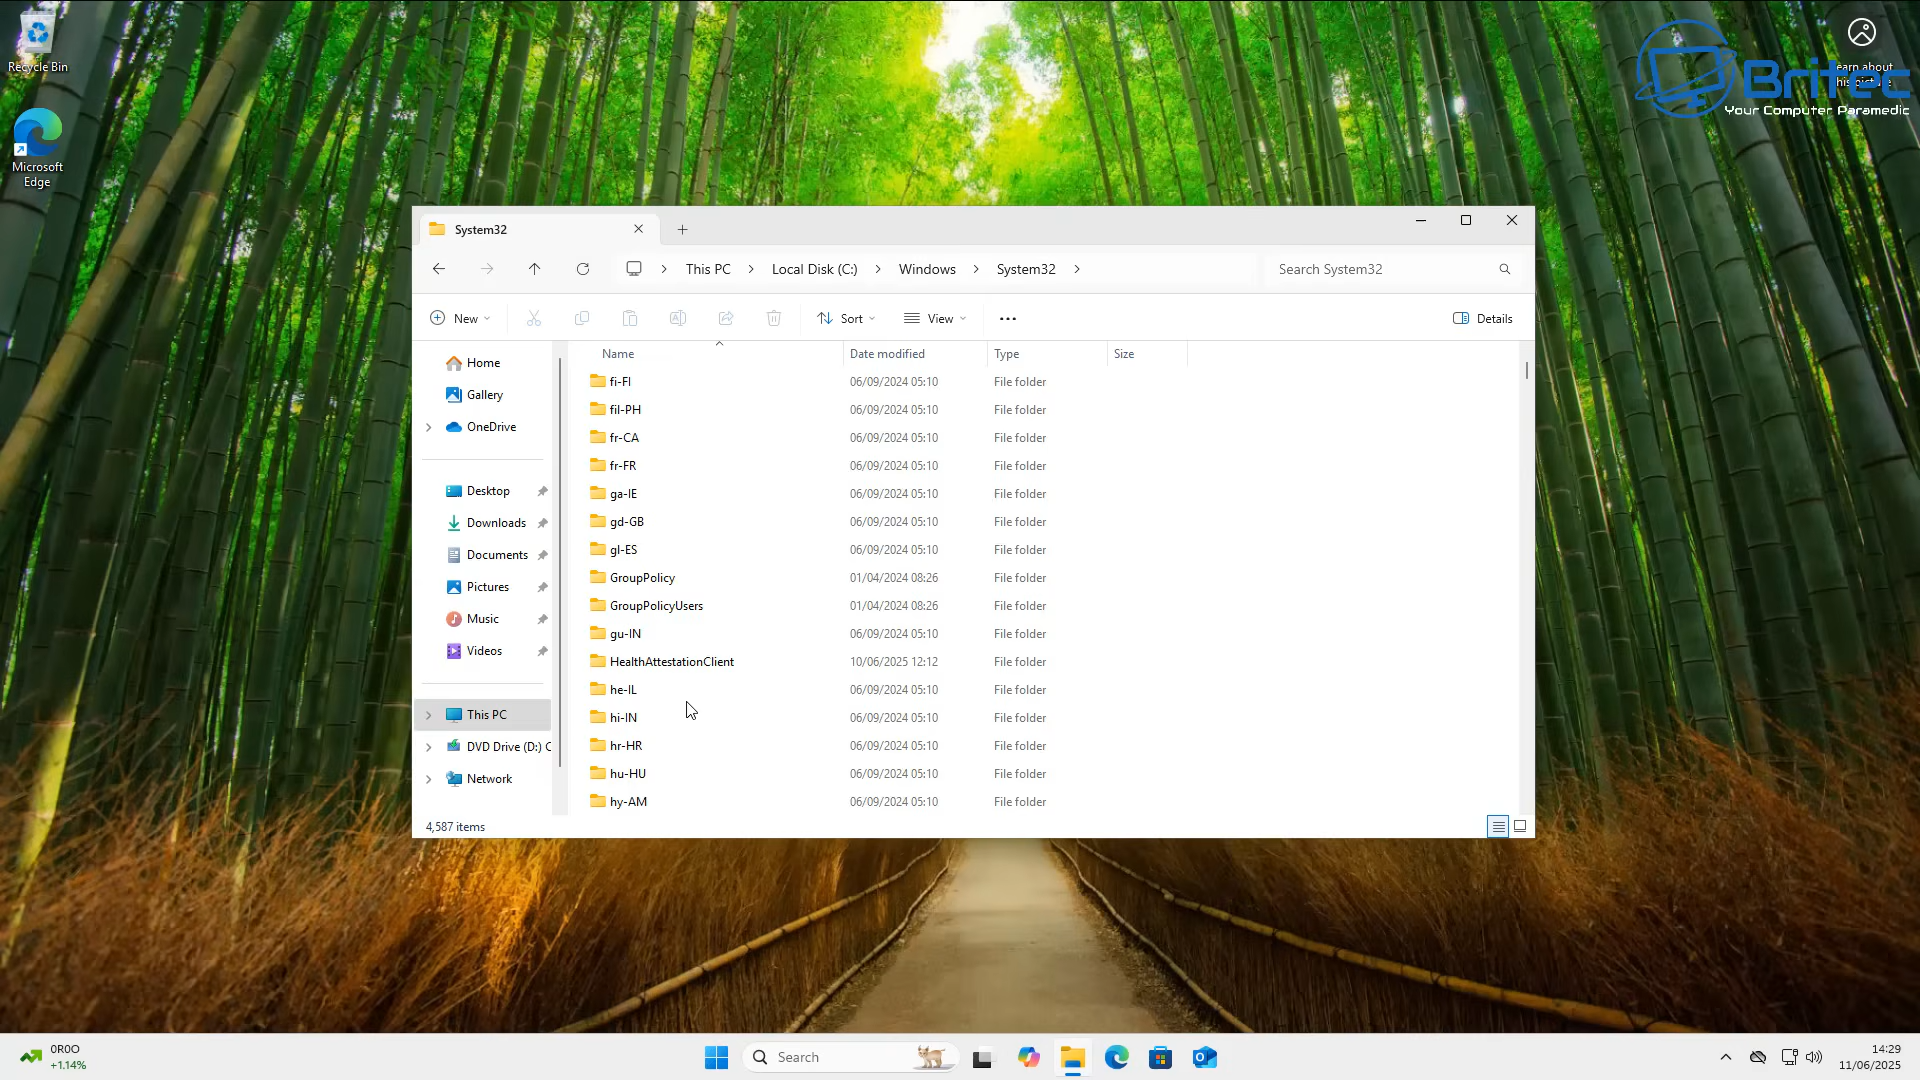 Recycle Bin
Microsoft
Edge
Britec
Your Computer Paramedic
System32
This PC
Local Disk (C:)
Windows
System32
Search System32
New
Sort
View
Details
Name
Date modified
Type
Size
Home
Gallery
OneDrive
Desktop
Downloads
Documents
Pictures
Music
Videos
This PC
DVD Drive (D:) C
Network
fi-FI 06/09/2024 05:10 File folder
fil-PH 06/09/2024 05:10 File folder
fr-CA 06/09/2024 05:10 File folder
fr-FR 06/09/2024 05:10 File folder
ga-IE 06/09/2024 05:10 File folder
gd-GB 06/09/2024 05:10 File folder
gl-ES 06/09/2024 05:10 File folder
GroupPolicy 01/04/2024 08:26 File folder
GroupPolicyUsers 01/04/2024 08:26 File folder
gu-IN 06/09/2024 05:10 File folder
HealthAttestationClient 10/06/2025 12:12 File folder
he-IL 06/09/2024 05:10 File folder
hi-IN 06/09/2024 05:10 File folder
hr-HR 06/09/2024 05:10 File folder
hu-HU 06/09/2024 05:10 File folder
hy-AM 06/09/2024 05:10 File folder
4,587 items
0R0O
+1.14%
Search
14:29
11/06/2025